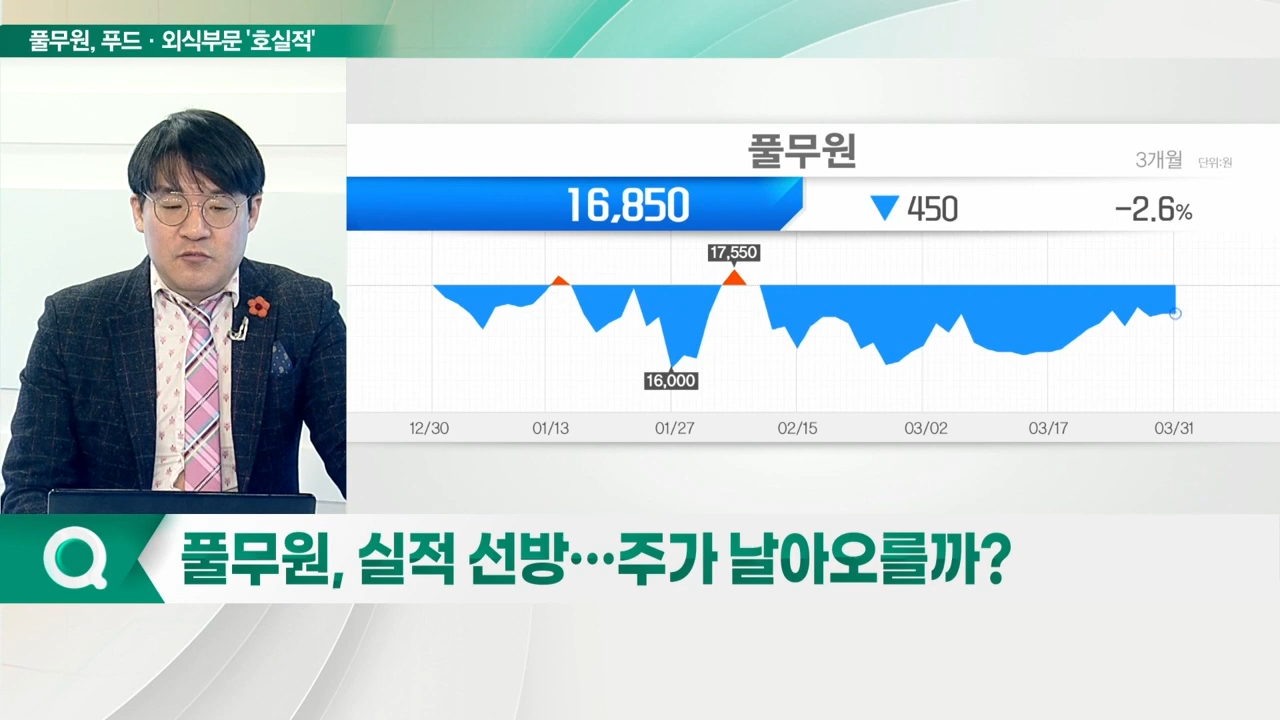 풀무원, 푸드 · 외식부문 '호실적'
풀무원
3개월 단위:원
16,850 ▼ 450 -2.6%
17,550
16,000
12/30 01/13 01/27 02/15 03/02 03/17 03/31
풀무원, 실적 선방…주가 날아오를까?